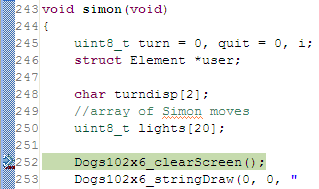 243 void simon(void)
244 {
245     uint8_t turn = 0, quit = 0, i;
246     struct Element *user;
247
248     char turndisp[2];
249     //array of Simon moves
250     uint8_t lights[20];
251
252     Dogs102x6_clearScreen();
253     Dogs102x6_stringDraw(0, 0, "